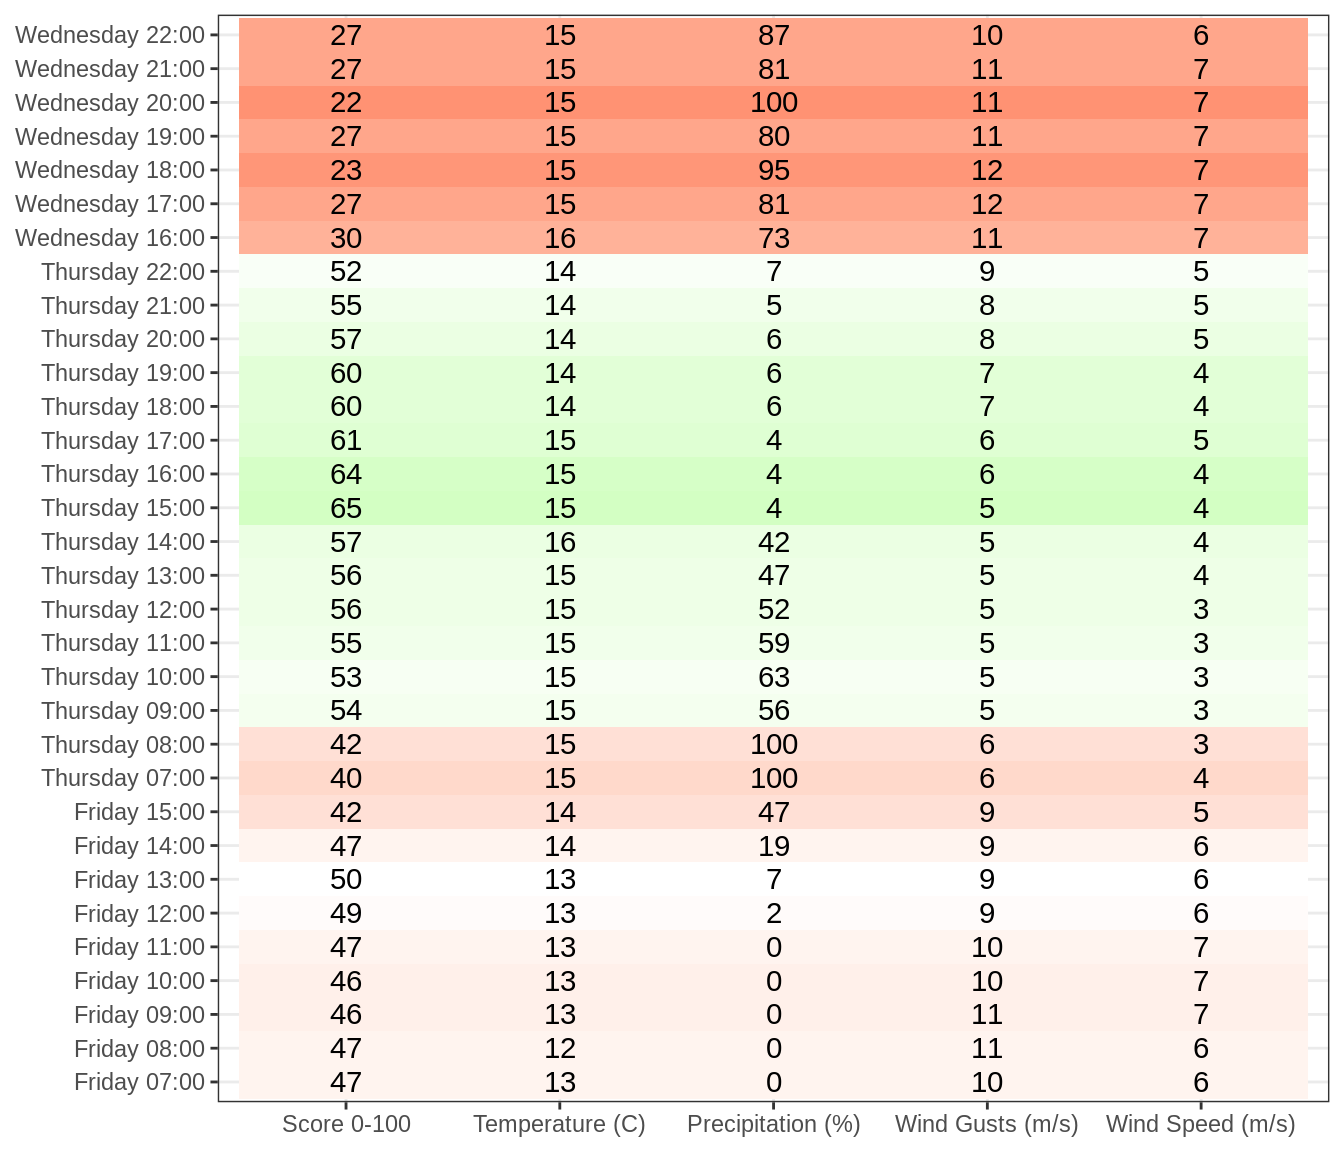 Wednesday 22:00 27 15 87 10 6
Wednesday 21:00 27 15 81 11 7
Wednesday 20:00 22 15 100 11 7
Wednesday 19:00 27 15 80 11 7
Wednesday 18:00 23 15 95 12 7
Wednesday 17:00 27 15 81 12 7
Wednesday 16:00 30 16 73 11 7
Thursday 22:00 52 14 7 9 5
Thursday 21:00 55 14 5 8 5
Thursday 20:00 57 14 6 8 5
Thursday 19:00 60 14 6 7 4
Thursday 18:00 60 14 6 7 4
Thursday 17:00 61 15 4 6 5
Thursday 16:00 64 15 4 6 4
Thursday 15:00 65 15 4 5 4
Thursday 14:00 57 16 42 5 4
Thursday 13:00 56 15 47 5 4
Thursday 12:00 56 15 52 5 3
Thursday 11:00 55 15 59 5 3
Thursday 10:00 53 15 63 5 3
Thursday 09:00 54 15 56 5 3
Thursday 08:00 42 15 100 6 3
Thursday 07:00 40 15 100 6 4
Friday 15:00 42 14 47 9 5
Friday 14:00 47 14 19 9 6
Friday 13:00 50 13 7 9 6
Friday 12:00 49 13 2 9 6
Friday 11:00 47 13 0 10 7
Friday 10:00 46 13 0 10 7
Friday 09:00 46 13 0 11 7
Friday 08:00 47 12 0 11 6
Friday 07:00 47 13 0 10 6
Score 0-100 Temperature (C) Precipitation (%) Wind Gusts (m/s) Wind Speed (m/s)